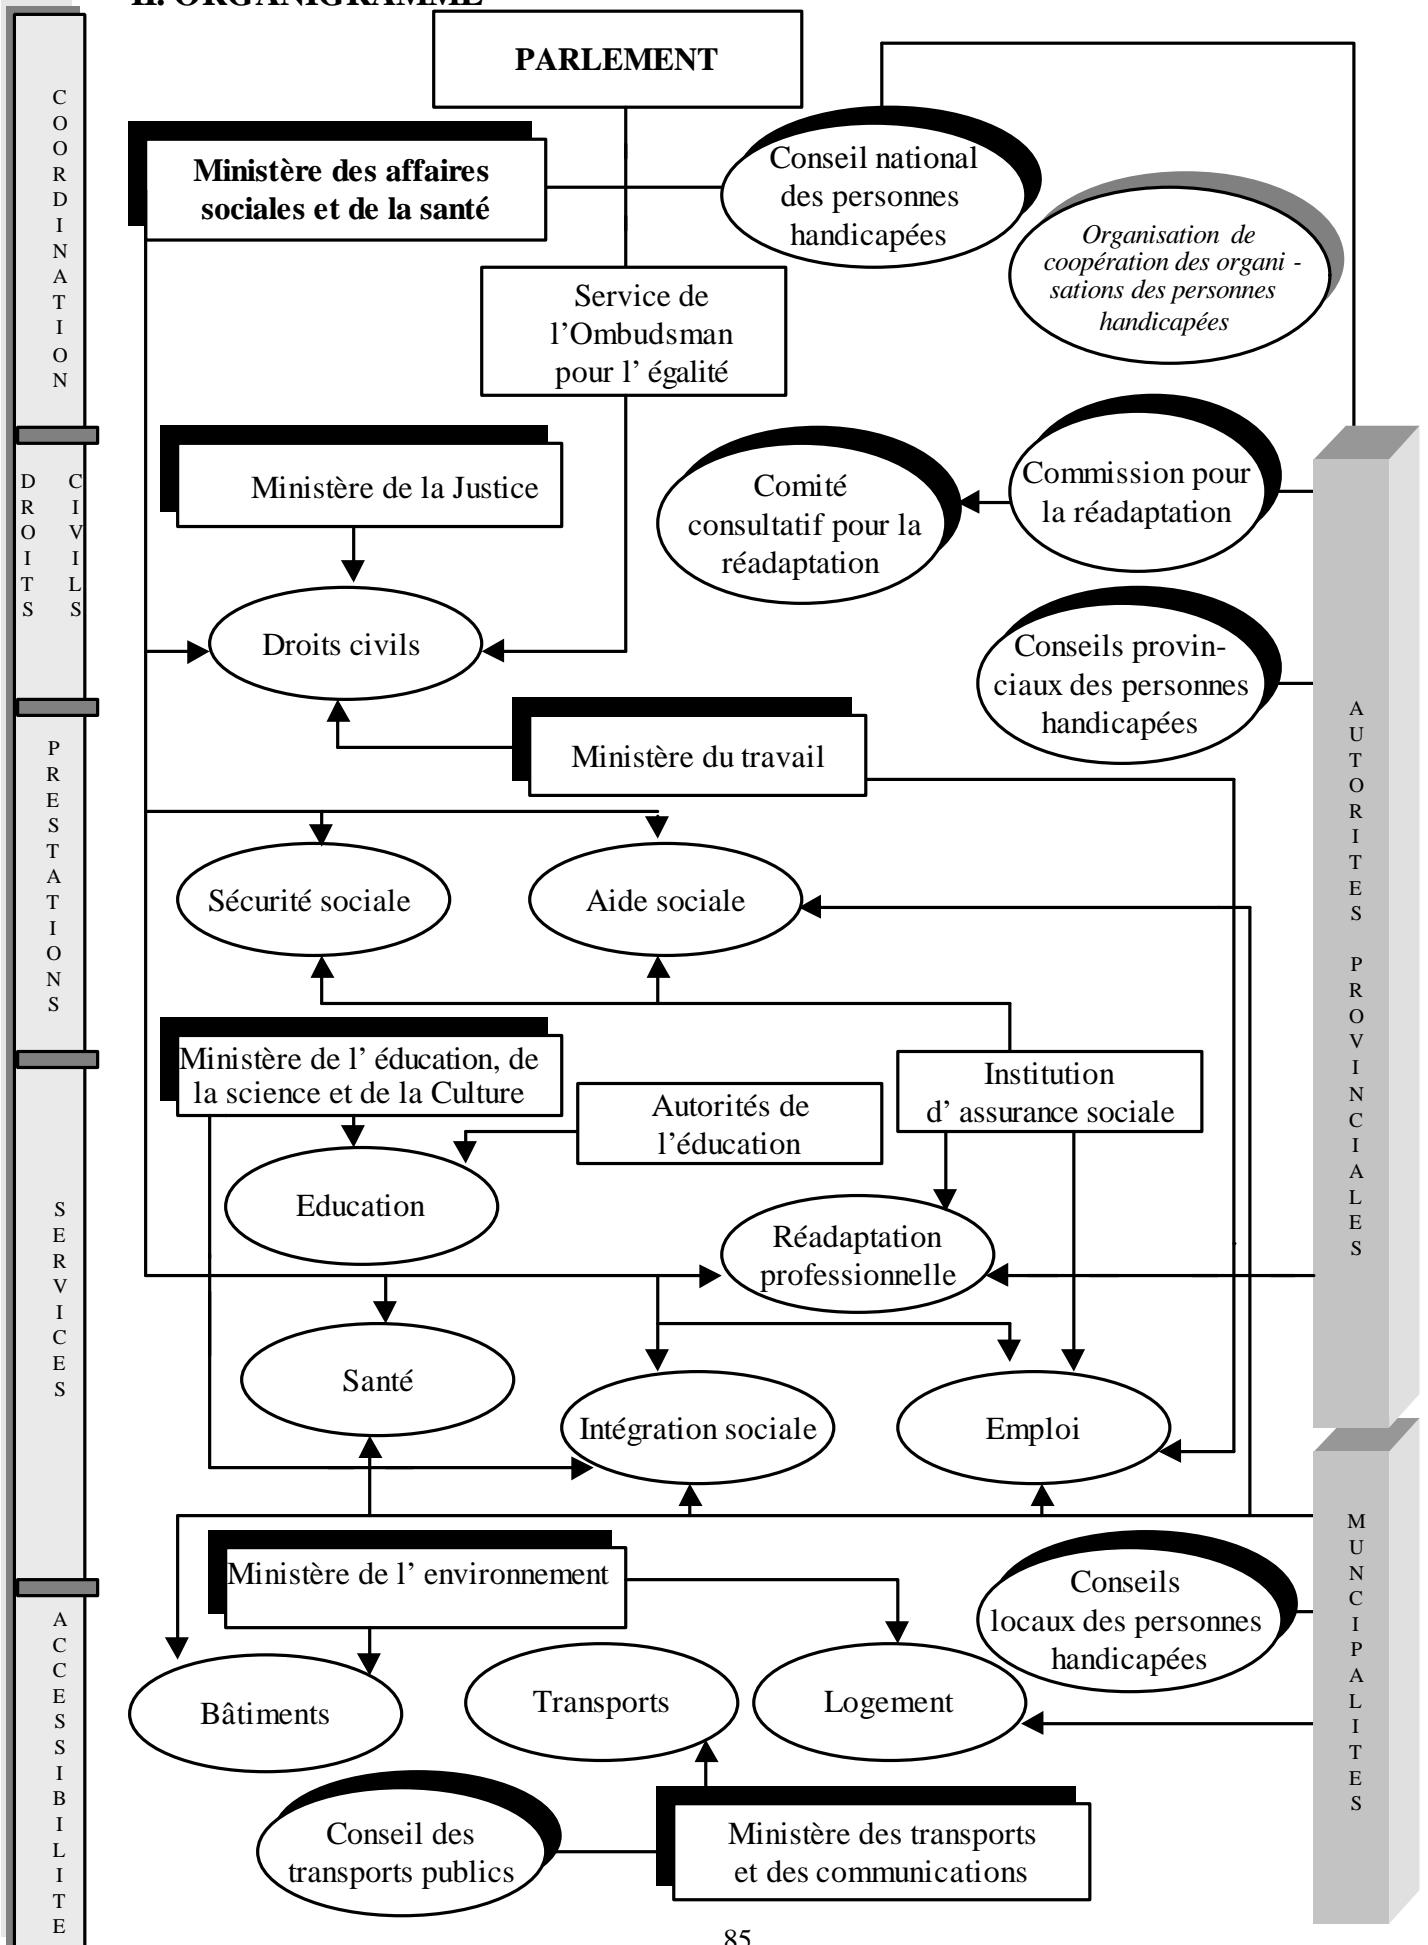 II. ORGANIGRAMME
PARLEMENT
COORDINATION
Ministère des affaires
sociales et de la santé
Conseil national
des personnes
handicapées
Organisation de
coopération des organi -
sations des personnes
handicapées
Service de
l'Ombudsman
pour l' égalité
DROITS
CIVILS
Ministère de la Justice
Comité
consultatif pour la
réadaptation
Commission pour
la réadaptation
Droits civils
Conseils provin-
ciaux des personnes
handicapées
AUTORITES PROVINCIALES
PRESTATIONS
Ministère du travail
Sécurité sociale
Aide sociale
Ministère de l' éducation, de
la science et de la Culture
Autorités de
l'éducation
Institution
d' assurance sociale
SERVICES
Education
Réadaptation
professionnelle
Santé
Intégration sociale
Emploi
MUNCIPALITES
Ministère de l' environnement
Conseils
locaux des personnes
handicapées
ACCESSIBILITE
Bâtiments
Transports
Logement
Conseil des
transports publics
Ministère des transports
et des communications
85